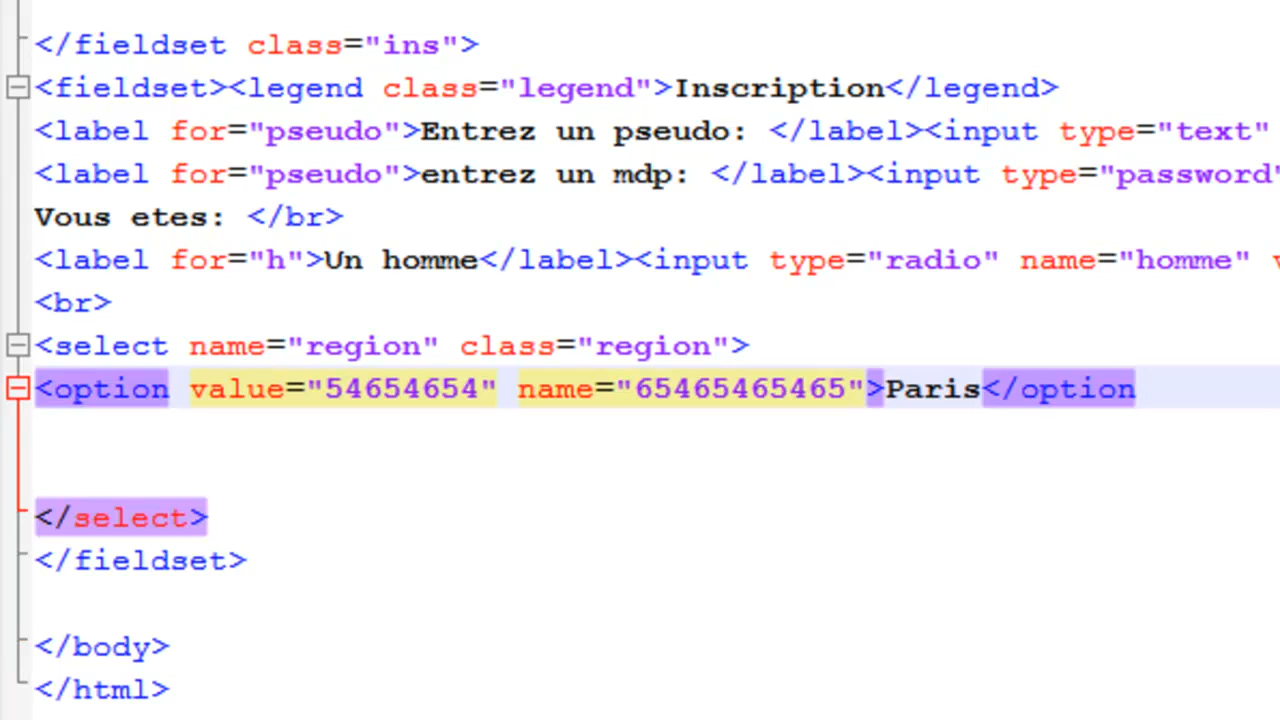 </fieldset class="ins">
<fieldset><legend class="legend">Inscription</legend>
<label for="pseudo">Entrez un pseudo: </label><input type="text"
<label for="pseudo">entrez un mdp: </label><input type="password"
Vous etes: </br>
<label for="h">Un homme</label><input type="radio" name="homme"
<br>
<select name="region" class="region">
<option value="54654654" name="65465465465">Paris</option
</select>
</fieldset>
</body>
</html>